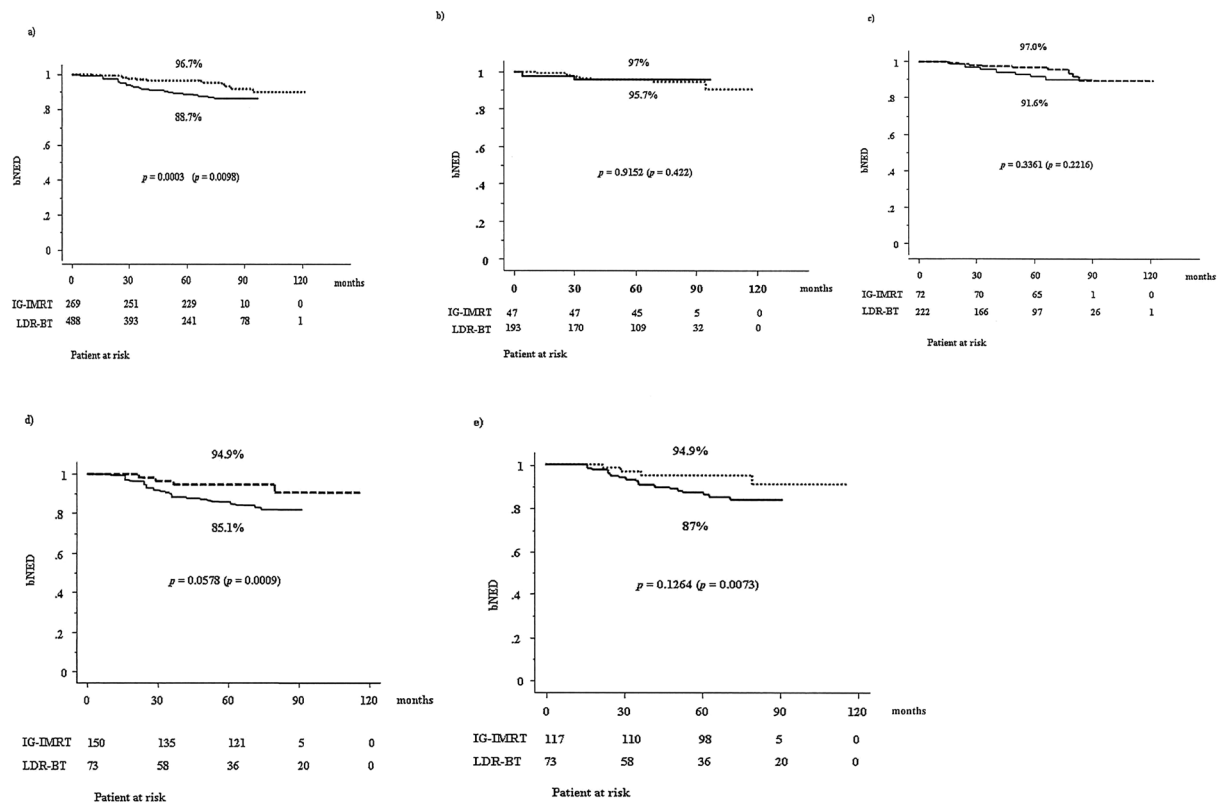 a)
96.7%
1
.8
.6
.4
.2
0
bNED
88.7%
p = 0.0003 (p = 0.0098)
0 30 60 90 120 months
IG-IMRT 269 251 229 10 0
LDR-BT 488 393 241 78 1
Patient at risk
b)
97%
1
.8
.6
.4
.2
0
bNED
95.7%
p = 0.9152 (p = 0.422)
0 30 60 90 120 months
IG-IMRT 47 47 45 5 0
LDR-BT 193 170 109 32 0
Patient at risk
c)
97.0%
1
.8
.6
.4
.2
0
bNED
91.6%
p = 0.3361 (p = 0.2216)
0 30 60 90 120 months
IG-IMRT 72 70 65 1 0
LDR-BT 222 166 97 26 1
Patient at risk
d)
94.9%
1
.8
.6
.4
.2
0
bNED
85.1%
p = 0.0578 (p = 0.0009)
0 30 60 90 120 months
IG-IMRT 150 135 121 5 0
LDR-BT 73 58 36 20 0
Patient at risk
e)
94.9%
1
.8
.6
.4
.2
0
bNED
87%
p = 0.1264 (p = 0.0073)
0 30 60 90 120 months
IG-IMRT 117 110 98 5 0
LDR-BT 73 58 36 20 0
Patient at risk